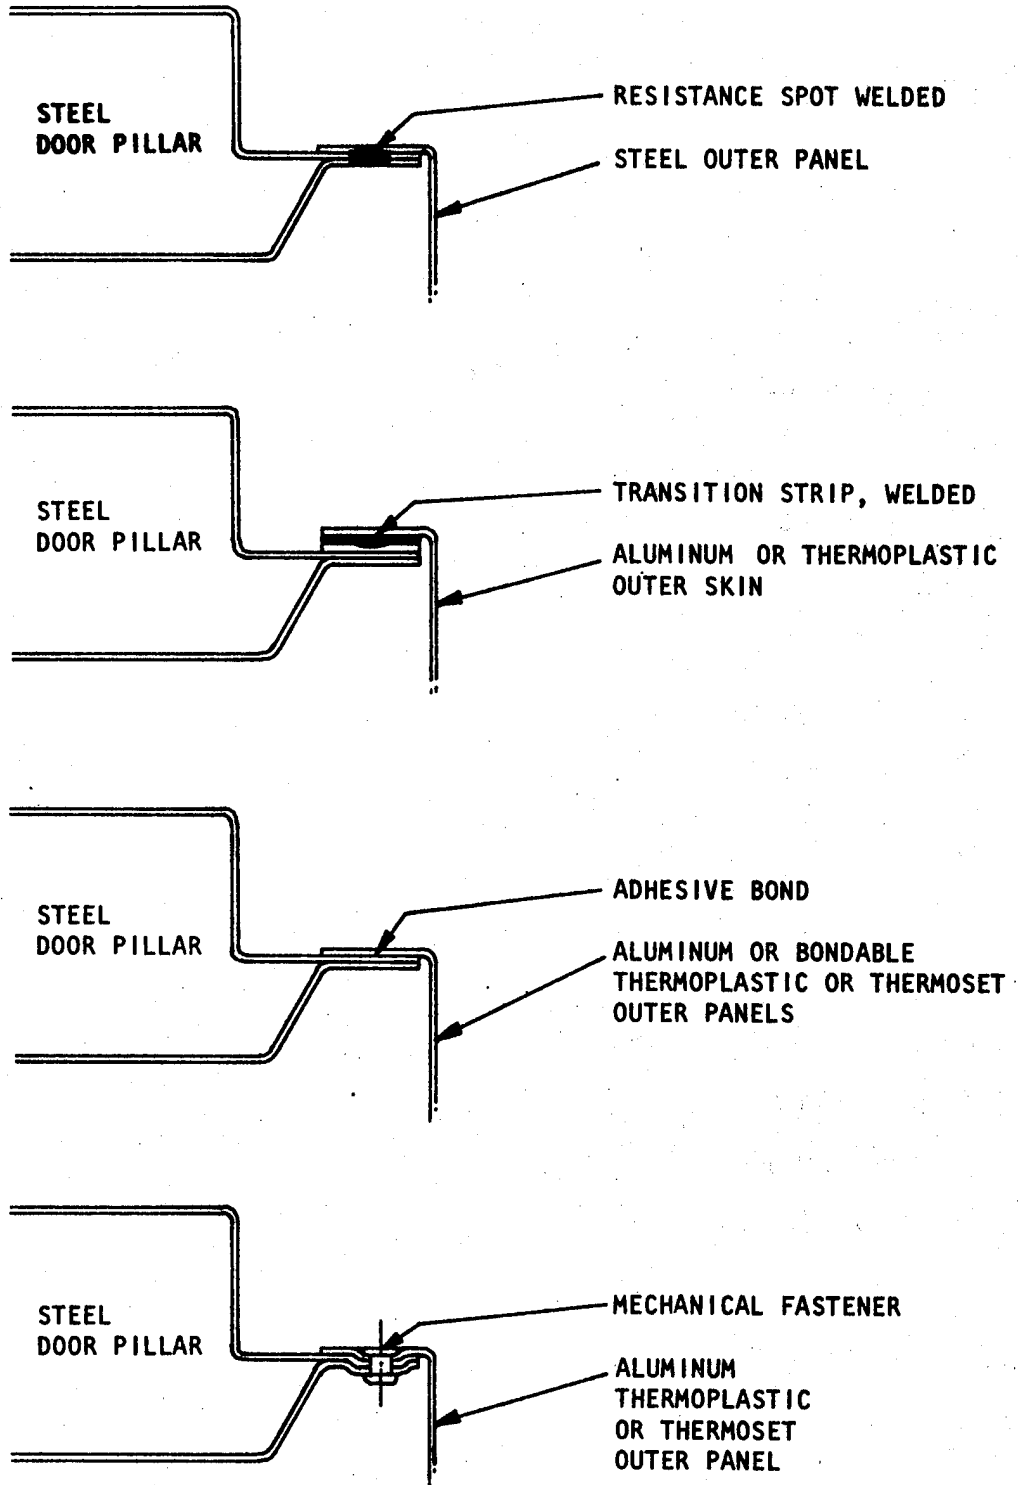 STEEL
DOOR PILLAR
RESISTANCE SPOT WELDED
STEEL OUTER PANEL
STEEL
DOOR PILLAR
TRANSITION STRIP, WELDED
ALUMINUM OR THERMOPLASTIC
OUTER SKIN
STEEL
DOOR PILLAR
ADHESIVE BOND
ALUMINUM OR BONDABLE
THERMOPLASTIC OR THERMOSET
OUTER PANELS
STEEL
DOOR PILLAR
MECHANICAL FASTENER
ALUMINUM
THERMOPLASTIC
OR THERMOSET
OUTER PANEL